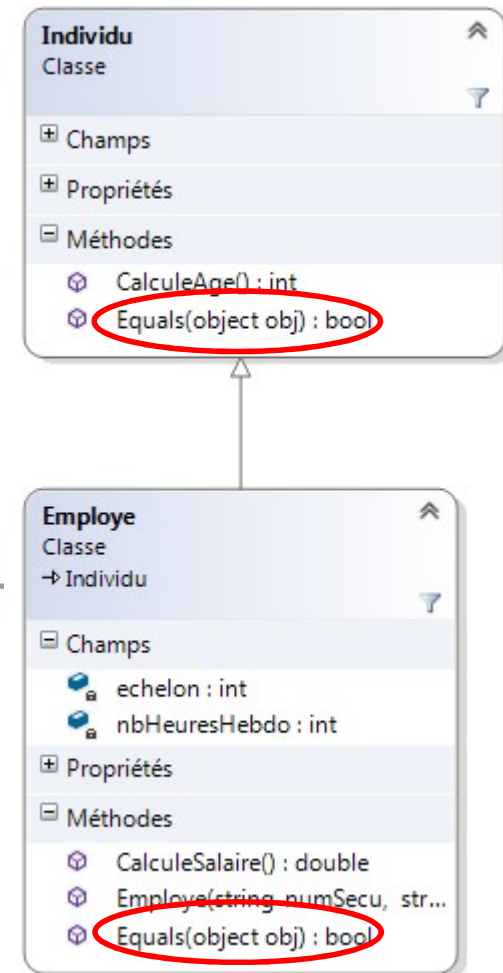 Individu
Classe
Champs
Propriétés
Méthodes
CalculeAge() : int
Equals(object obj) : bool
Employe
Classe
Individu
Champs
echelon : int
nbHeuresHebdo : int
Propriétés
Méthodes
CalculeSalaire() : double
Employe(string numSecu, str...
Equals(object obj) : bool